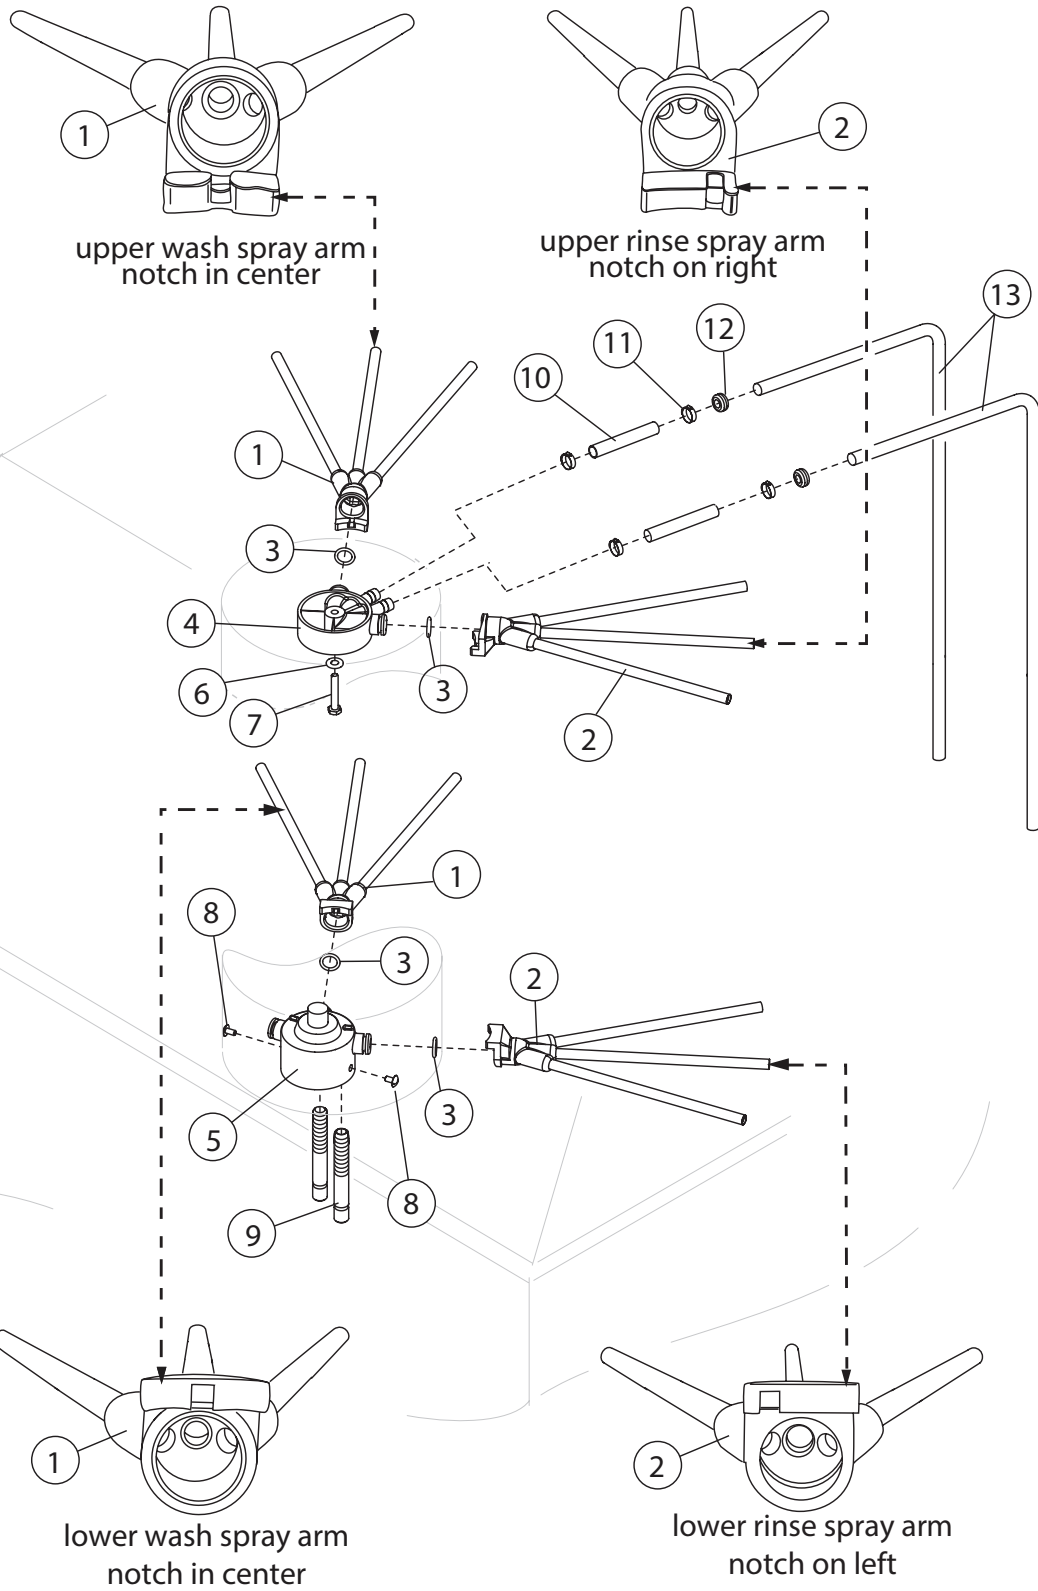 1
2
upper wash spray arm
notch in center
upper rinse spray arm
notch on right
13
12
11
10
1
3
4
6
3
7
2
1
8
3
2
3
5
8
9
1
2
lower wash spray arm
notch in center
lower rinse spray arm
notch on left